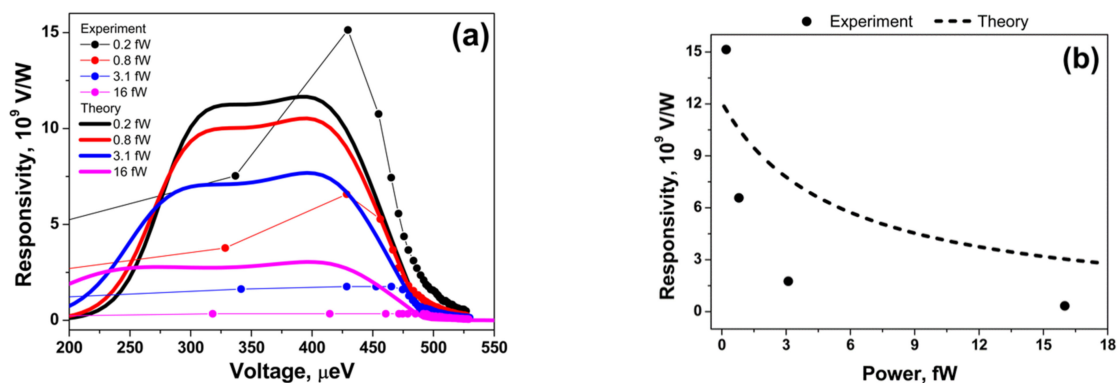 Experiment
0.2 fW
0.8 fW
3.1 fW
16 fW
Theory
0.2 fW
0.8 fW
3.1 fW
16 fW
(a)
Responsivity, 10⁹ V/W
15
10
5
0
200 250 300 350 400 450 500 550
Voltage, μeV
Experiment Theory
(b)
Responsivity, 10⁹ V/W
15
12
9
6
3
0
0 3 6 9 12 15 18
Power, fW